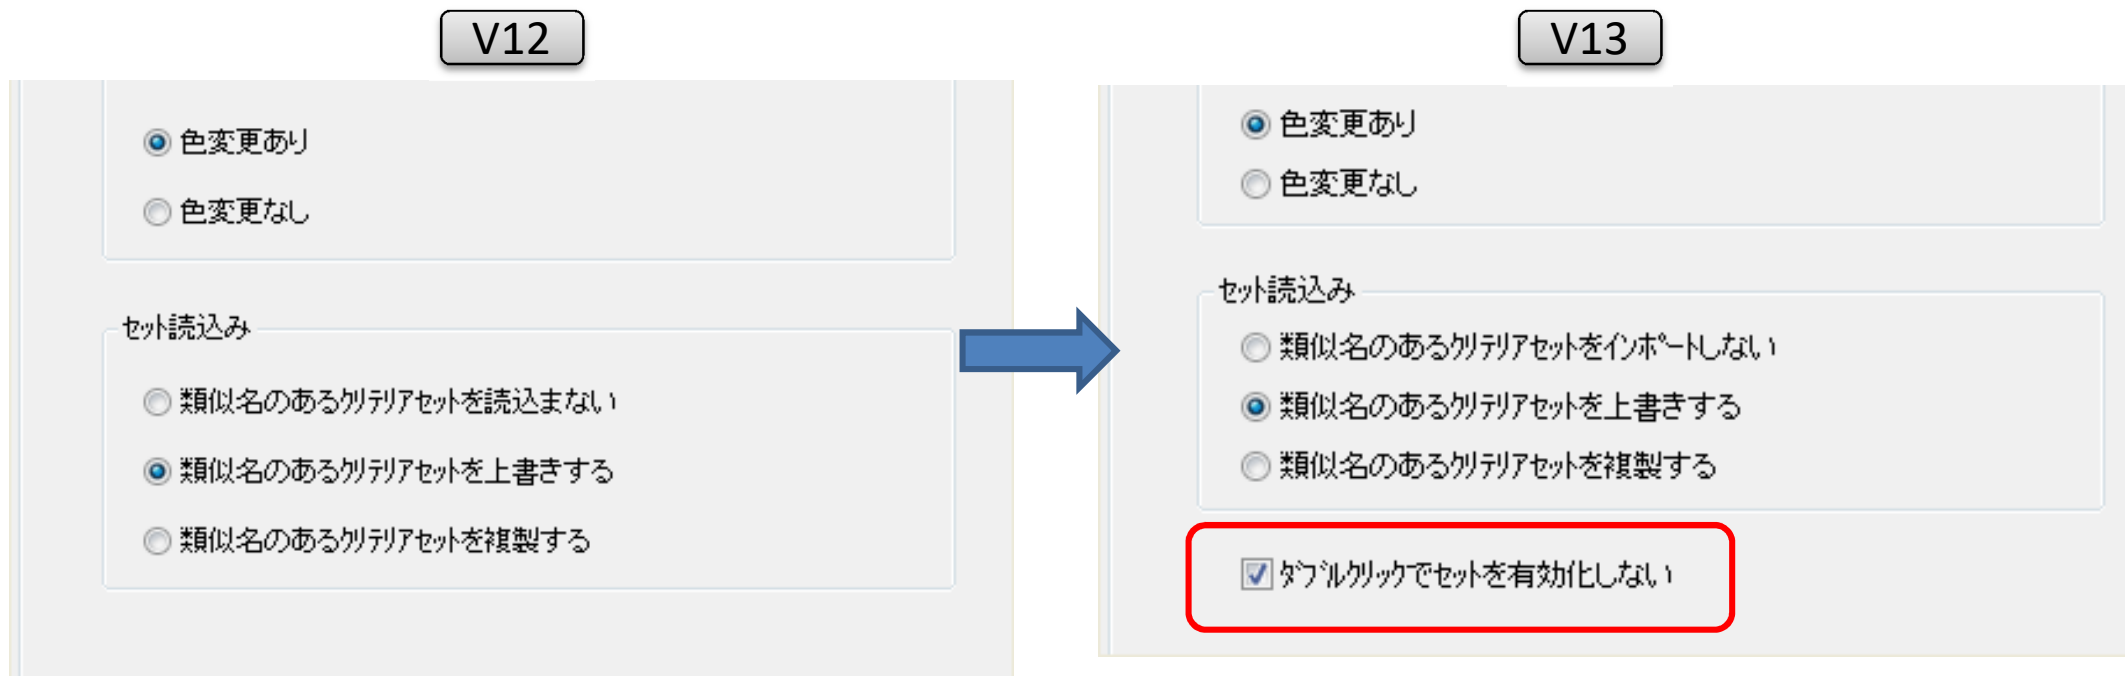 V12
色変更あり
色変更なし
セット読込み
類似名のあるクリテリアセットを読込まない
類似名のあるクリテリアセットを上書きする
類似名のあるクリテリアセットを複製する
V13
色変更あり
色変更なし
セット読込み
類似名のあるクリテリアセットをインポートしない
類似名のあるクリテリアセットを上書きする
類似名のあるクリテリアセットを複製する
ダブルクリックでセットを有効化しない